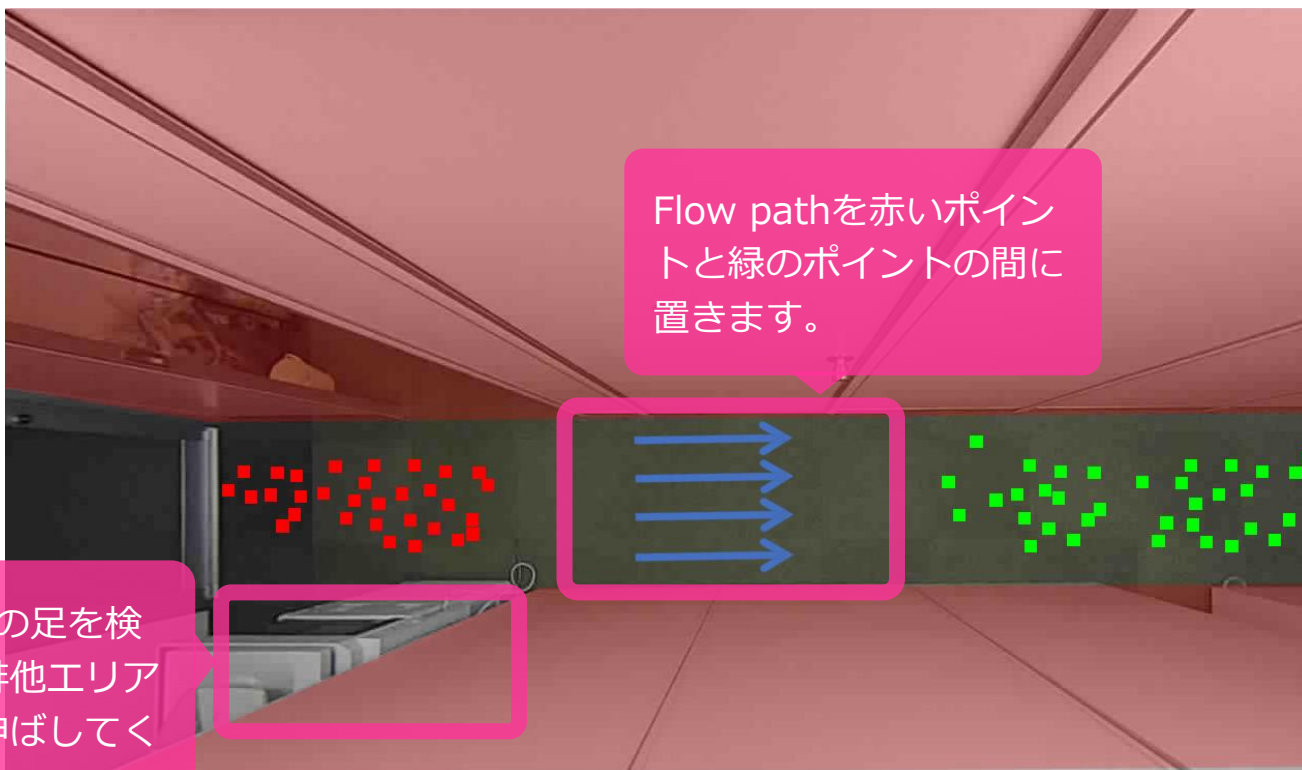 Flow pathを赤いポイン
トと緑のポイントの間に
置きます。
の足を検
他エリア
ばしてく